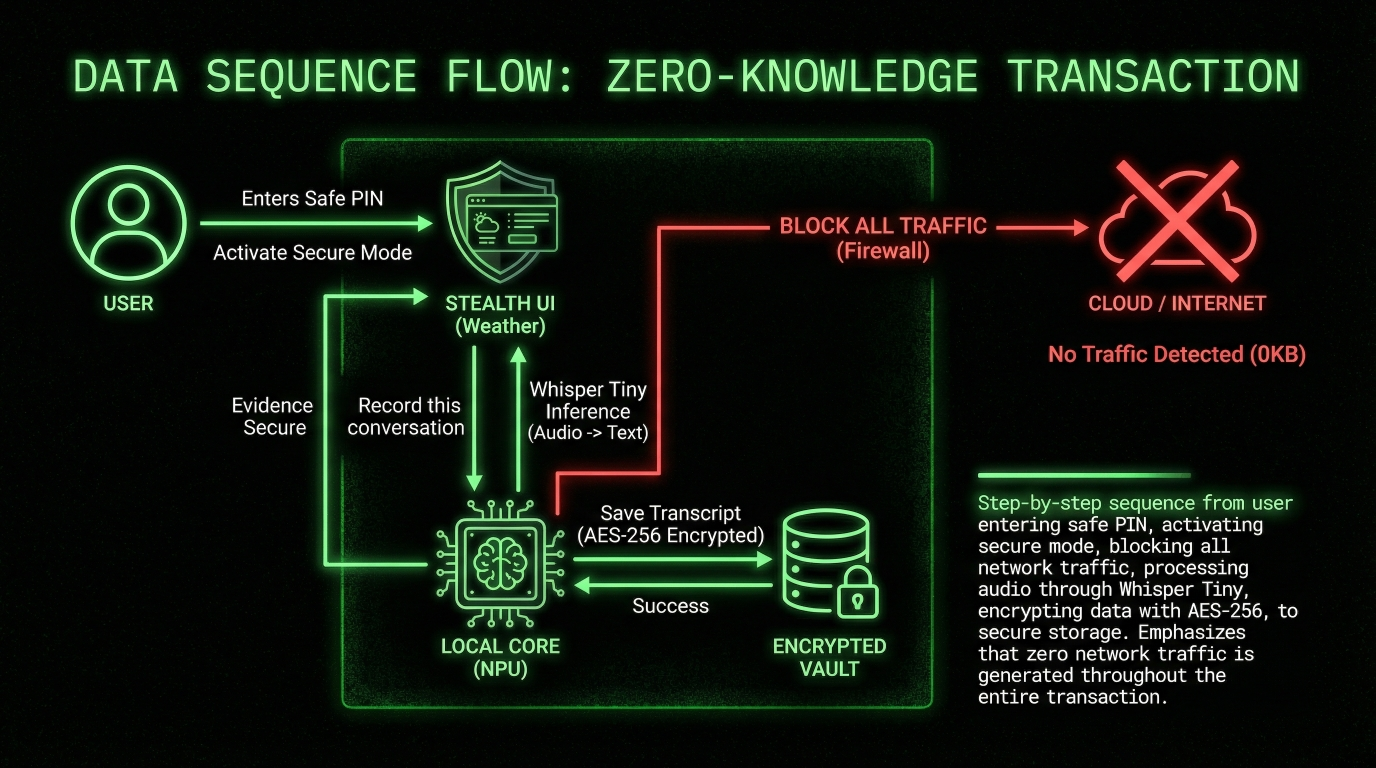 DATA SEQUENCE FLOW: ZERO-KNOWLEDGE TRANSACTION
Enters Safe PIN
Activate Secure Mode
USER
STEALTH UI
(Weather)
BLOCK ALL TRAFFIC
(Firewall)
CLOUD / INTERNET
No Traffic Detected (0KB)
Evidence
Secure
Record this
conversation
Whisper Tiny
Inference
(Audio -> Text)
Save Transcript
(AES-256 Encrypted)
Success
LOCAL CORE
(NPU)
ENCRYPTED
VAULT
Step-by-step sequence from user
entering safe PIN, activating
secure mode, blocking all
network traffic, processing
audio through Whisper Tiny,
encrypting data with AES-256, to
secure storage. Emphasizes
that zero network traffic is
generated throughout the
entire transaction.